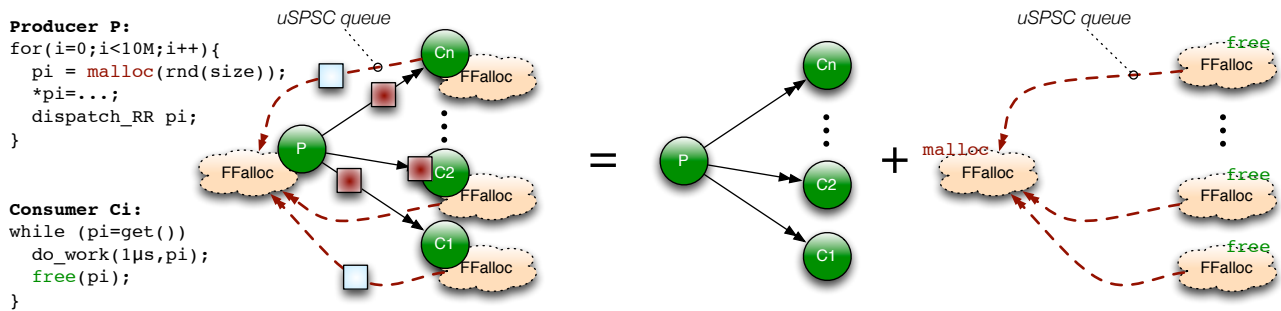 Producer P:
for(i=0;i<10M;i++){
pi = malloc(rnd(size));
*pi=...;
dispatch_RR pi;
}
Consumer Ci:
while (pi=get())
do_work(1µs,pi);
free(pi);
}
uSPSC queue
Cn
FFalloc
P
FFalloc
C2
FFalloc
C1
FFalloc
=
Cn
P
C2
C1
+
uSPSC queue
free
FFalloc
malloc
FFalloc
free
FFalloc
free
FFalloc